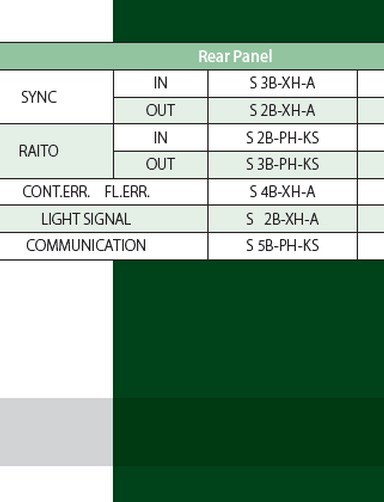 Rear Panel
SYNC IN S 3B-XH-A
OUT S 2B-XH-A
RAITO IN S 2B-PH-KS
OUT S 3B-PH-KS
CONT.ERR. FL.ERR. S 4B-XH-A
LIGHT SIGNAL S 2B-XH-A
COMMUNICATION S 5B-PH-KS